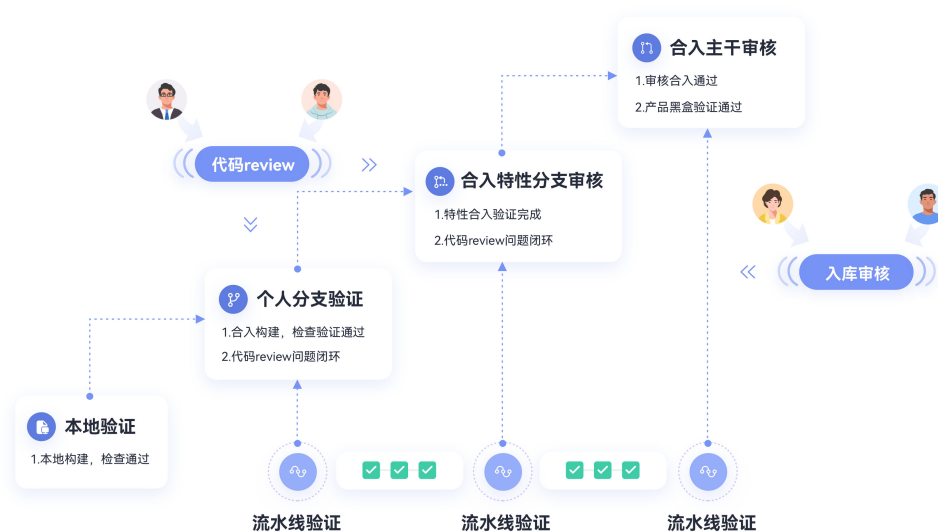 合入主干审核
1.审核合入通过
2.产品黑盒验证通过
代码review
合入特性分支审核
1.特性合入验证完成
2.代码review问题闭环
入库审核
个人分支验证
1.合入构建，检查验证通过
2.代码review问题闭环
本地验证
1.本地构建，检查通过
流水线验证
流水线验证
流水线验证